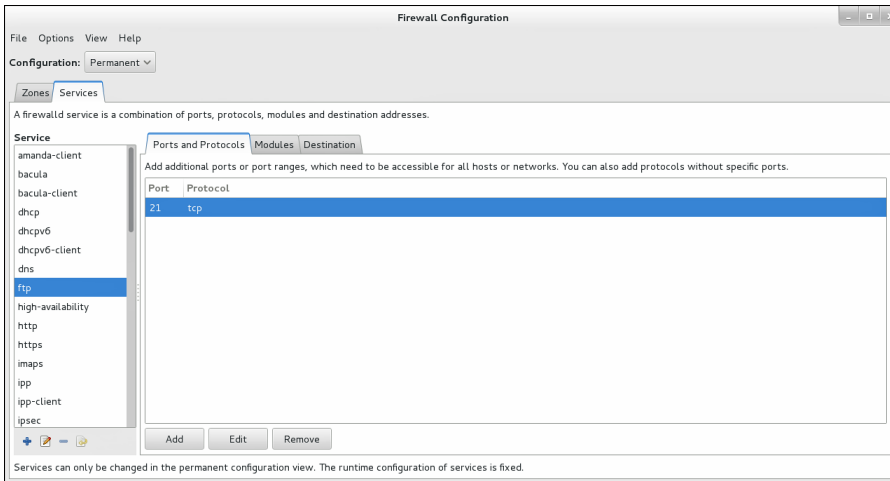 Firewall Configuration
File Options View Help
Configuration: Permanent
Zones Services
A firewalld service is a combination of ports, protocols, modules and destination addresses.
Service
amanda-client
bacula
bacula-client
dhcp
dhcpv6
dhcpv6-client
dns
ftp
high-availability
http
https
imaps
ipp
ipp-client
ipsec
Ports and Protocols Modules Destination
Add additional ports or port ranges, which need to be accessible for all hosts or networks. You can also add protocols without specific ports.
Port Protocol
21 tcp
Add Edit Remove
Services can only be changed in the permanent configuration view. The runtime configuration of services is fixed.